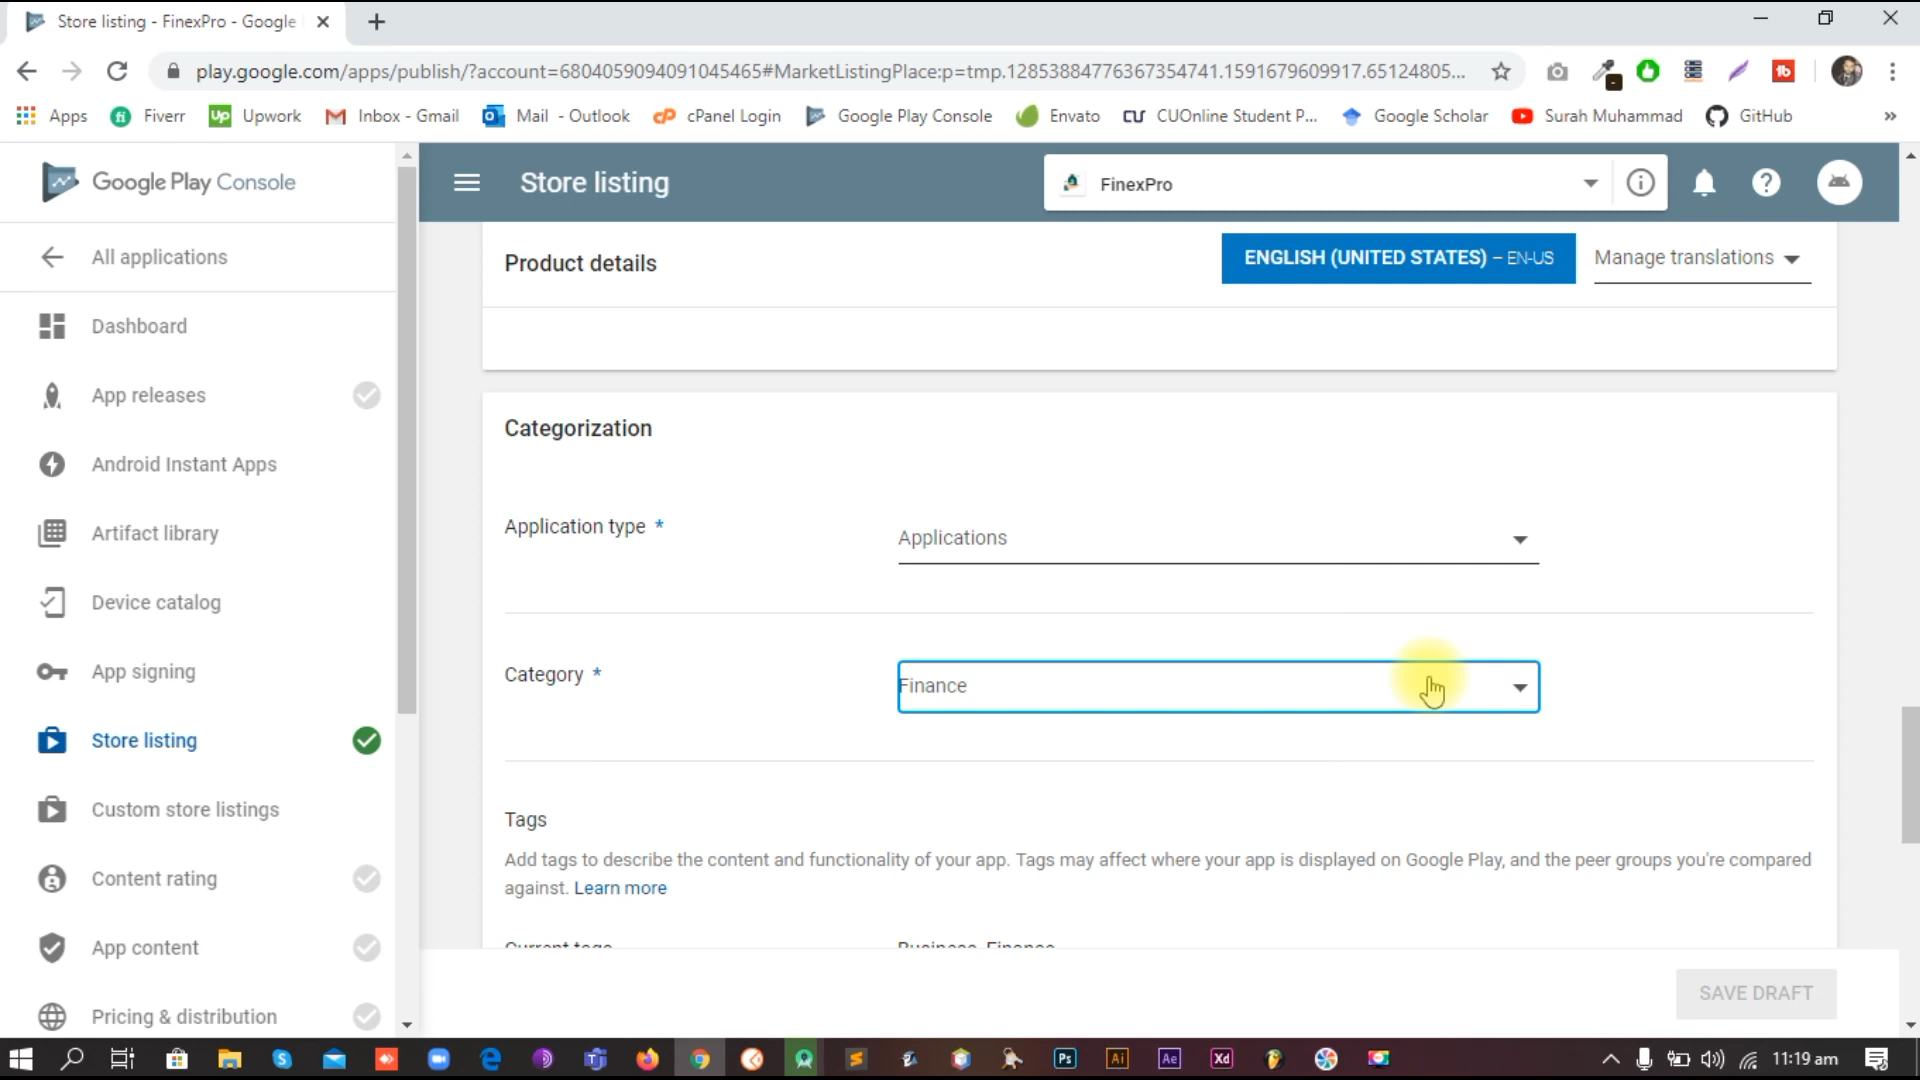 Store listing - FinexPro - Google
play.google.com/apps/publish/?account=6804059094091045465#MarketListingPlace:p=tmp.12853884776367354741.1591679609917.65124805...
Apps Fiverr Upwork Inbox - Gmail Mail - Outlook cPanel Login Google Play Console Envato CUOnline Student P... Google Scholar Surah Muhammad GitHub »
Google Play Console
Store listing
FinexPro
All applications
Product details
ENGLISH (UNITED STATES) – EN-US
Manage translations
Dashboard
App releases
Categorization
Android Instant Apps
Application type *
Applications
Artifact library
Device catalog
App signing
Category *
Finance
Store listing
Custom store listings
Tags
Add tags to describe the content and functionality of your app. Tags may affect where your app is displayed on Google Play, and the peer groups you're compared
against. Learn more
Content rating
App content
Current tags
Business, Finance
SAVE DRAFT
Pricing & distribution
11:19 am